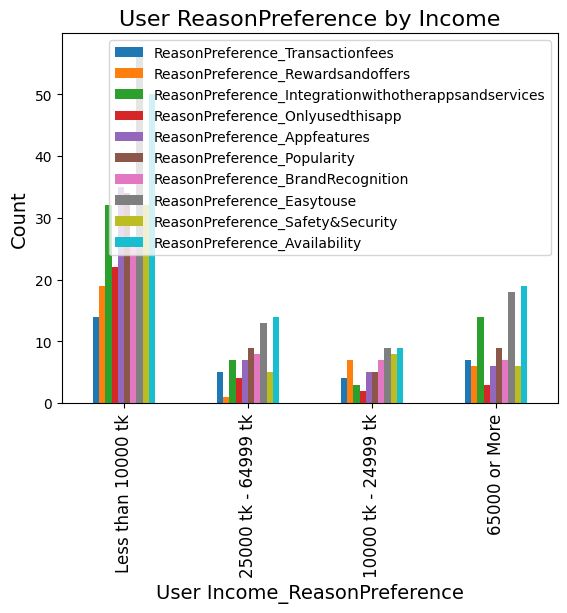 User ReasonPreference by Income
ReasonPreference_Transactionfees
ReasonPreference_Rewardsandoffers
ReasonPreference_Integrationwithotherappsandservices
ReasonPreference_Onlyusedthisapp
ReasonPreference_Appfeatures
ReasonPreference_Popularity
ReasonPreference_BrandRecognition
ReasonPreference_Easytouse
ReasonPreference_Safety&Security
ReasonPreference_Availability
Count
50
40
30
20
10
0
Less than 10000 tk
25000 tk - 64999 tk
10000 tk - 24999 tk
65000 or More
User Income_ReasonPreference